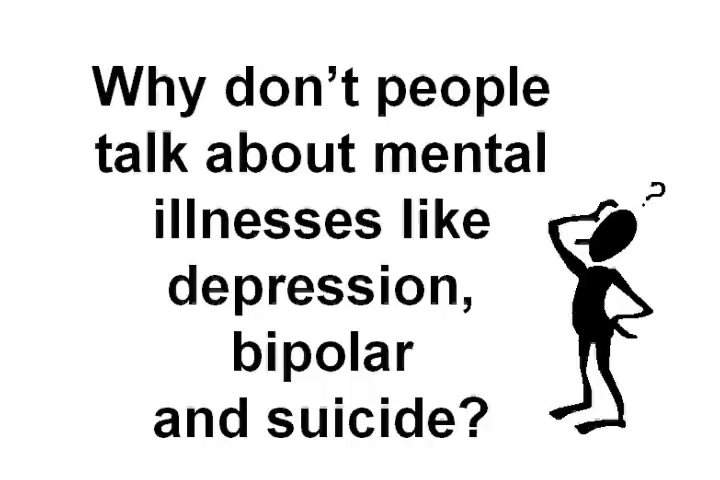 Why don’t people
talk about mental
illnesses like
depression,
bipolar
and suicide?
?